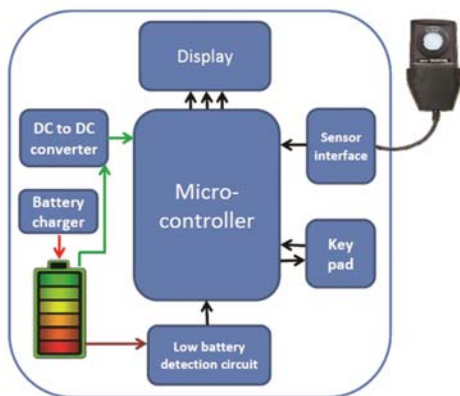 Display
DC to DC
converter
Sensor
interface
Micro-
controller
Battery
charger
Key
pad
Low battery
detection circuit